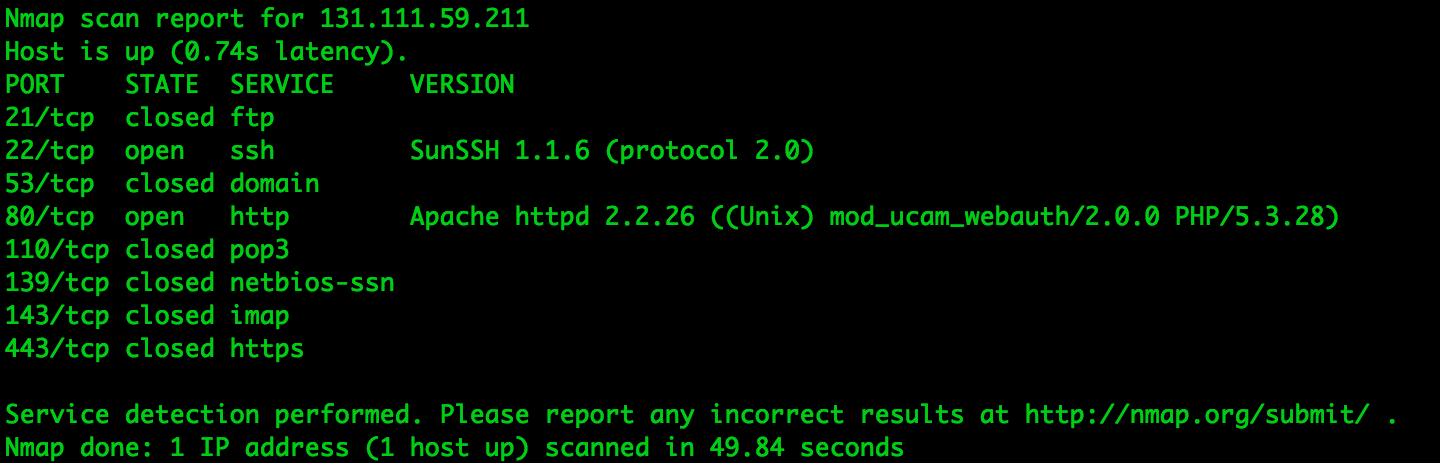 Nmap scan report for 131.111.59.211
Host is up (0.74s latency).
PORT    STATE  SERVICE     VERSION
21/tcp  closed ftp
22/tcp  open   ssh         SunSSH 1.1.6 (protocol 2.0)
53/tcp  closed domain
80/tcp  open   http        Apache httpd 2.2.26 ((Unix) mod_ucam_webauth/2.0.0 PHP/5.3.28)
110/tcp closed pop3
139/tcp closed netbios-ssn
143/tcp closed imap
443/tcp closed https
Service detection performed. Please report any incorrect results at http://nmap.org/submit/ .
Nmap done: 1 IP address (1 host up) scanned in 49.84 seconds